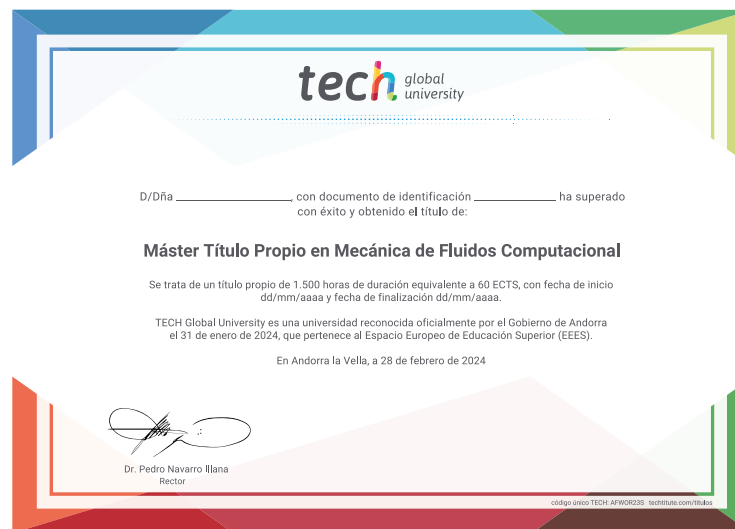 tech global
university
D/Dña ______________, con documento de identificación __________ ha superado
con éxito y obtenido el título de:
Máster Título Propio en Mecánica de Fluidos Computacional
Se trata de un título propio de 1.500 horas de duración equivalente a 60 ECTS, con fecha de inicio
dd/mm/aaaa y fecha de finalización dd/mm/aaaa.
TECH Global University es una universidad reconocida oficialmente por el Gobierno de Andorra
el 31 de enero de 2024, que pertenece al Espacio Europeo de Educación Superior (EEES).
En Andorra la Vella, a 28 de febrero de 2024
Dr. Pedro Navarro Illana
Rector
código único TECH: AFWOR23S techtitute.com/titulos